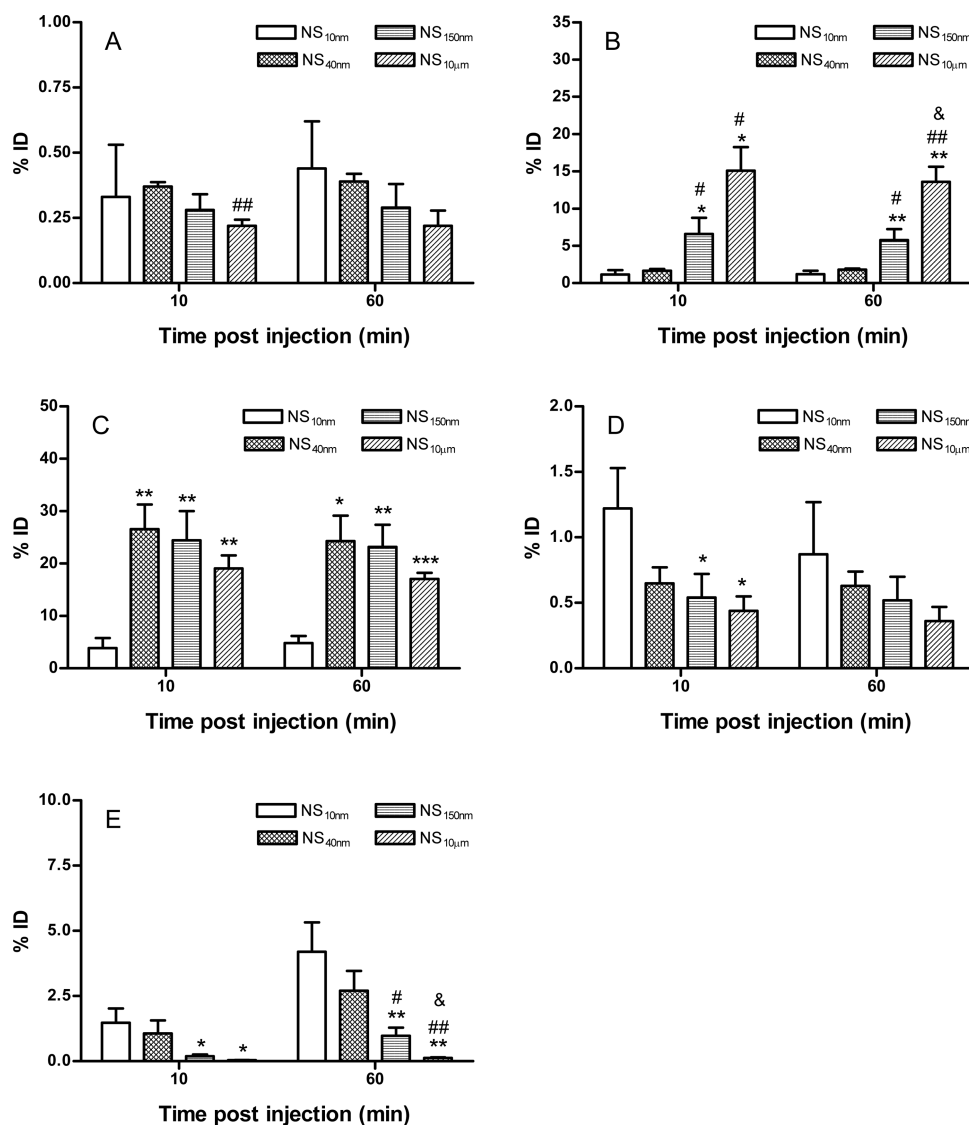 A
NS10nm NS150nm
NS40nm NS10μm
% ID
1.00
0.75
0.50
0.25
0.00
##
10 60
Time post injection (min)
B
NS10nm NS150nm
NS40nm NS10μm
% ID
35
30
25
20
15
10
5
0
#
*
#
*
#
**
&
##
**
10 60
Time post injection (min)
C
NS10nm NS150nm
NS40nm NS10μm
% ID
50
40
30
20
10
0
** ** ** * ** ***
10 60
Time post injection (min)
D
NS10nm NS150nm
NS40nm NS10μm
% ID
2.0
1.5
1.0
0.5
0.0
* *
10 60
Time post injection (min)
E
NS10nm NS150nm
NS40nm NS10μm
% ID
10.0
7.5
5.0
2.5
0.0
* *
#
**
&
##
**
10 60
Time post injection (min)